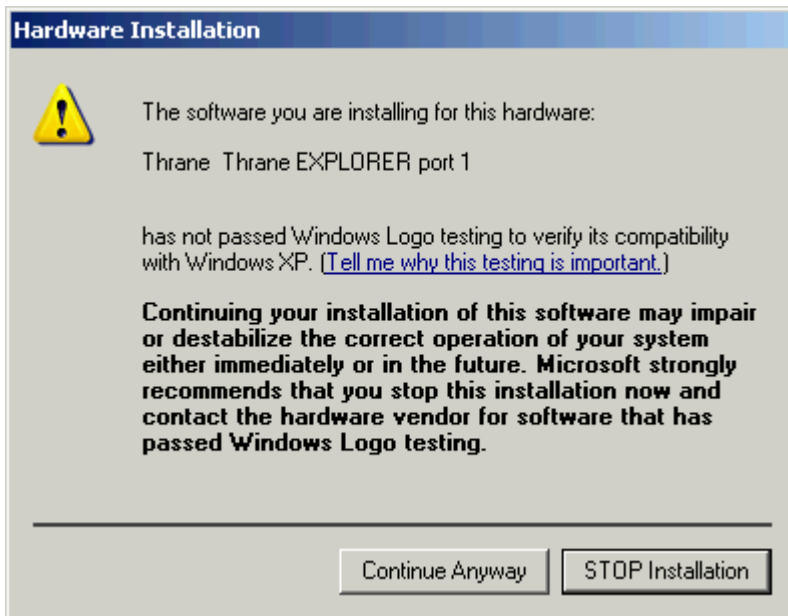 Hardware Installation
The software you are installing for this hardware:
Thrane  Thrane EXPLORER port 1
has not passed Windows Logo testing to verify its compatibility
with Windows XP. (Tell me why this testing is important.)
Continuing your installation of this software may impair
or destabilize the correct operation of your system
either immediately or in the future. Microsoft strongly
recommends that you stop this installation now and
contact the hardware vendor for software that has
passed Windows Logo testing.
Continue Anyway
STOP Installation